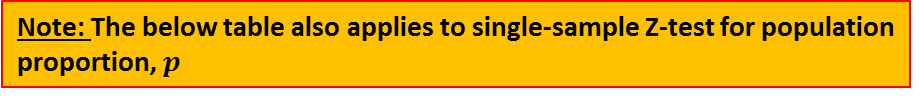 Note: The below table also applies to single-sample Z-test for population
proportion, p